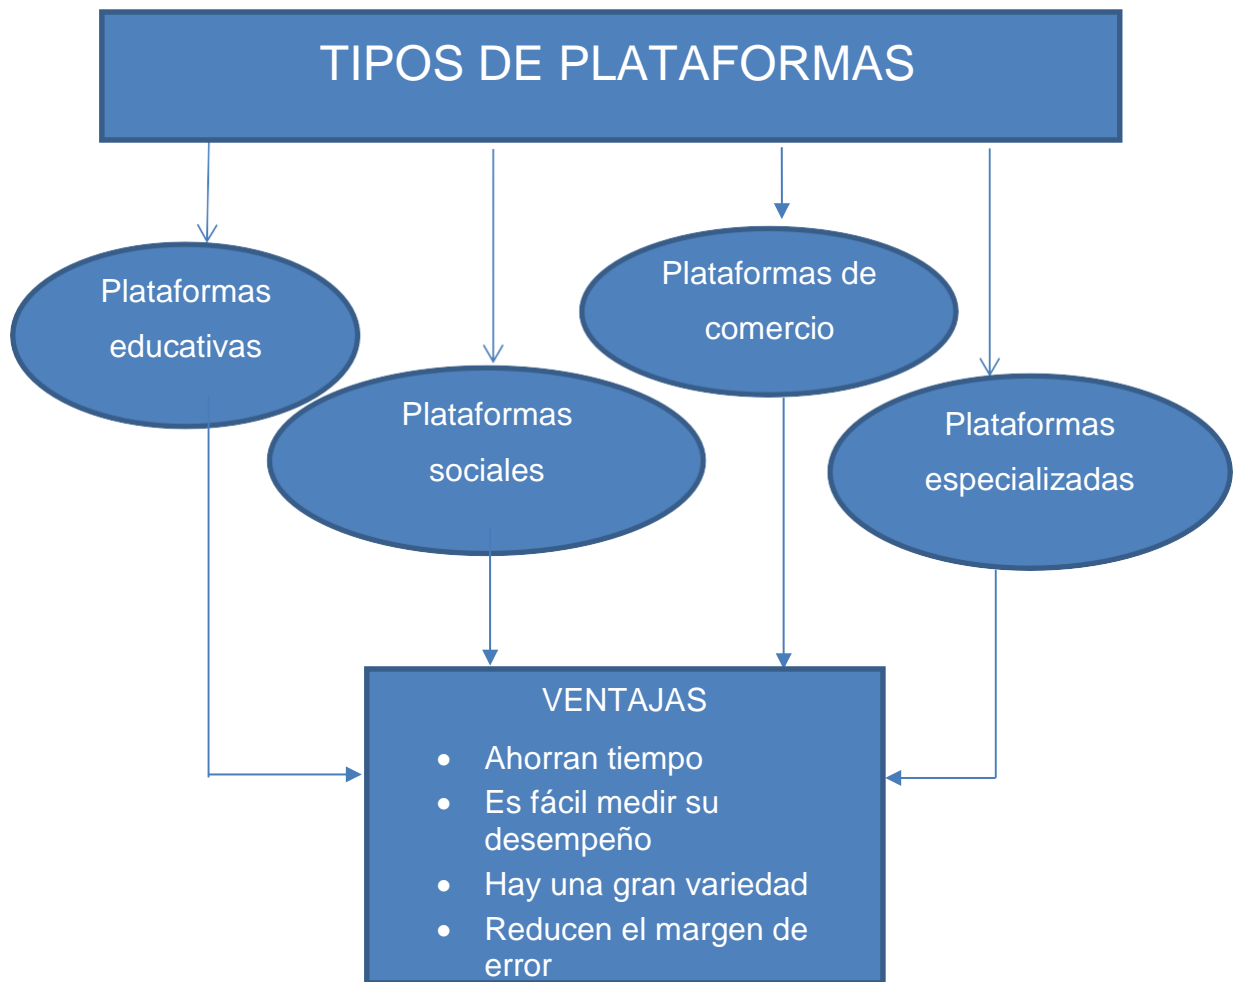 TIPOS DE PLATAFORMAS
Plataformas
educativas
Plataformas
sociales
Plataformas de
comercio
Plataformas
especializadas
VENTAJAS
• Ahorran tiempo
• Es fácil medir su
desempeño
• Hay una gran variedad
• Reducen el margen de
error